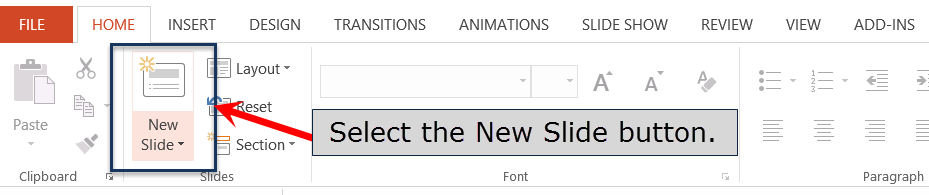 FILE HOME INSERT DESIGN TRANSITIONS ANIMATIONS SLIDE SHOW REVIEW VIEW ADD-INS
Paste
Clipboard
New
Slide
Layout
Reset
Section
Slides
Select the New Slide button.
Font
Paragraph